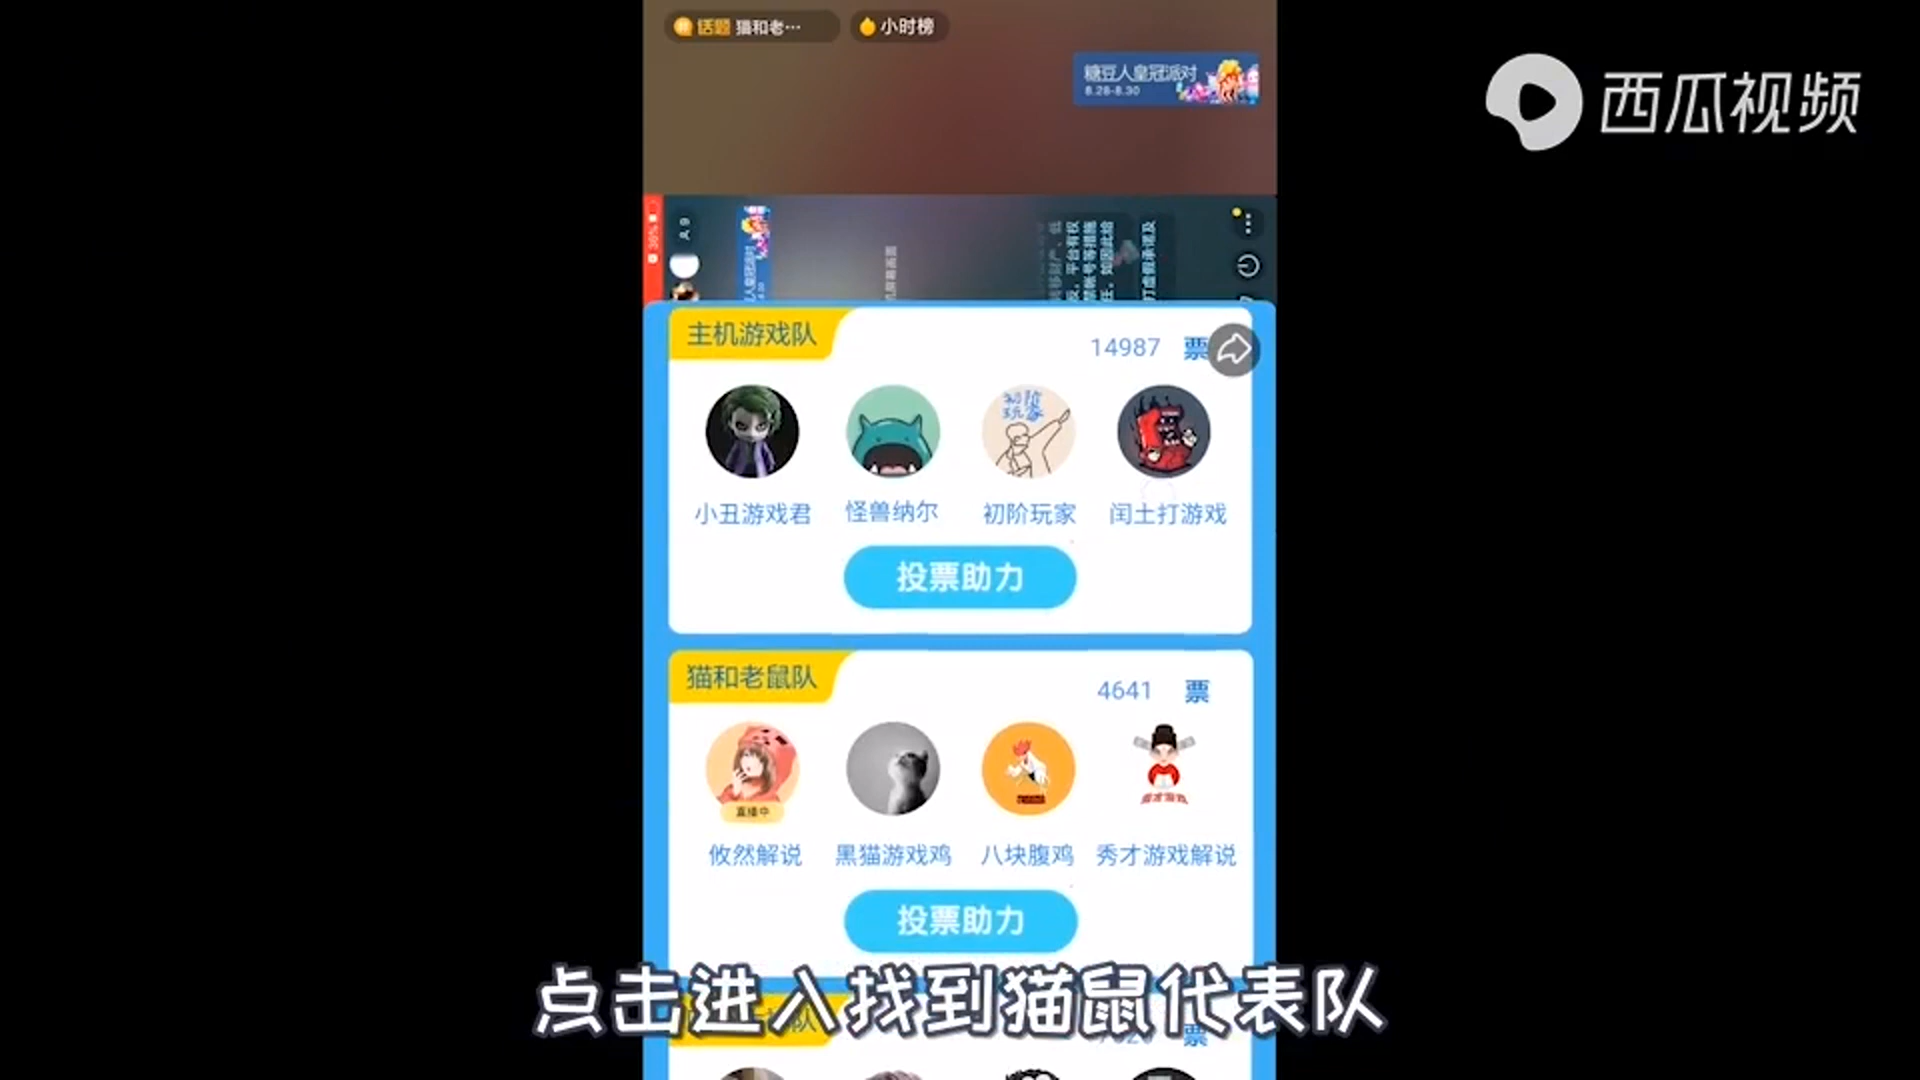 话题 猫和老…
小时榜
糖豆人皇冠派对
8.28-8.30
西瓜视频
主机游戏队
14987 票
小丑游戏君
怪兽纳尔
初阶玩家
闰土打游戏
投票助力
猫和老鼠队
4641 票
直播中
攸然解说
黑猫游戏鸡
八块腹鸡
秀才游戏解说
投票助力
点击进入找到猫鼠代表队
票